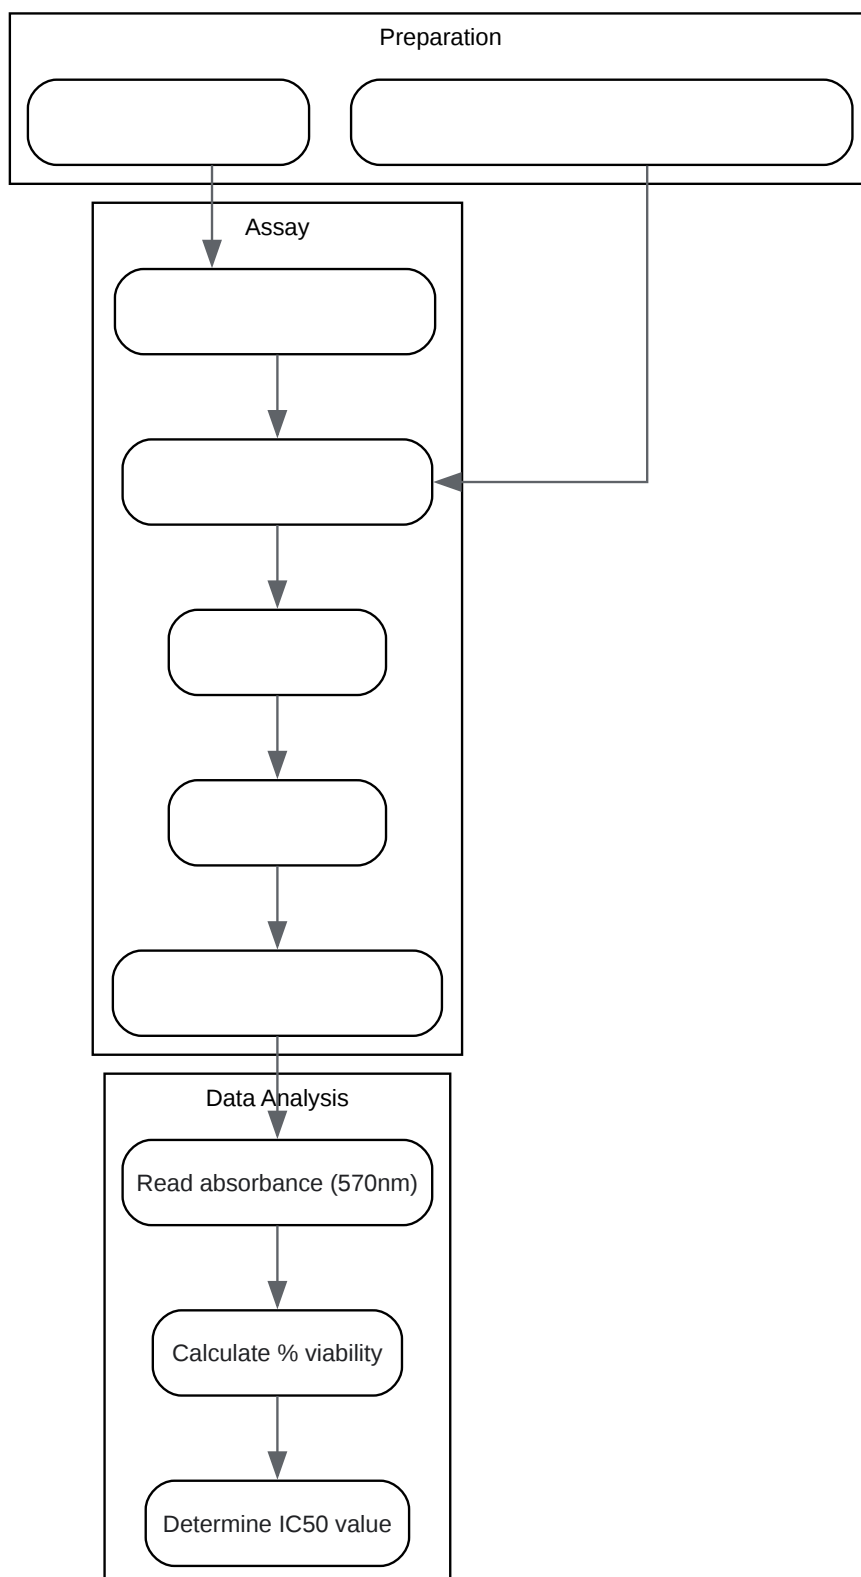 Preparation
Assay
Data Analysis
Read absorbance (570nm)
Calculate % viability
Determine IC50 value